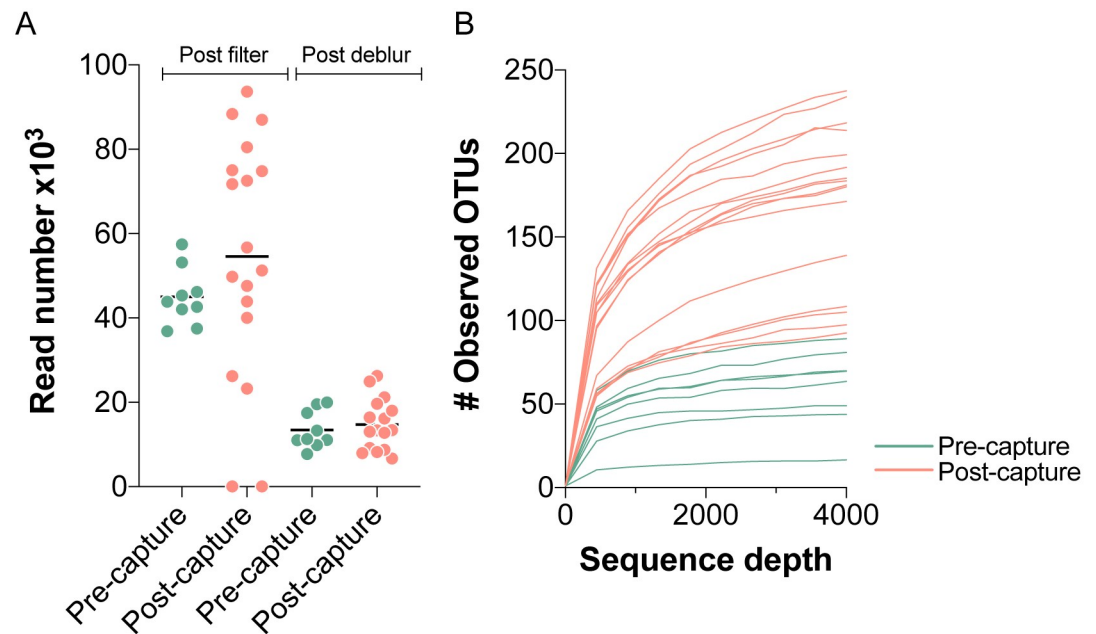 A
Post filter
Post deblur
100
80
60
40
20
0
Read number x10³
Pre-capture
Post-capture
Pre-capture
Post-capture
B
250
200
150
100
50
0
# Observed OTUs
0
2000
4000
Sequence depth
Pre-capture
Post-capture